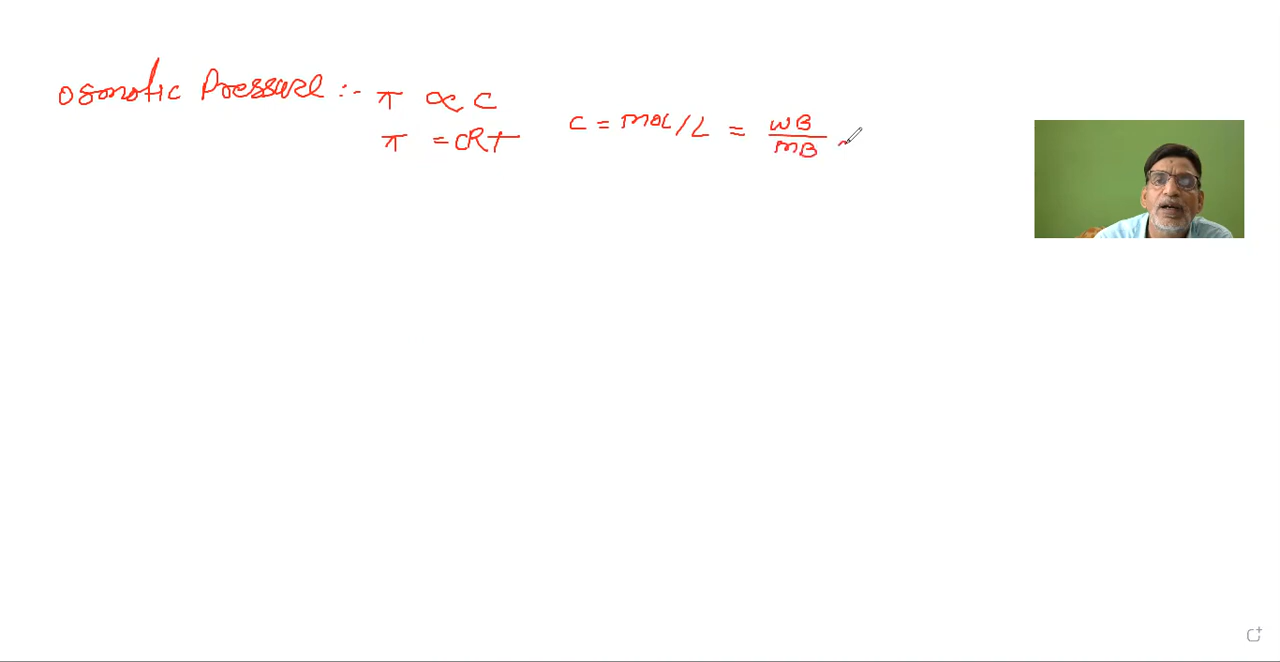 Osmotic Pressure :- π ∝ C
π = CRT C = mol/L = WB/MB